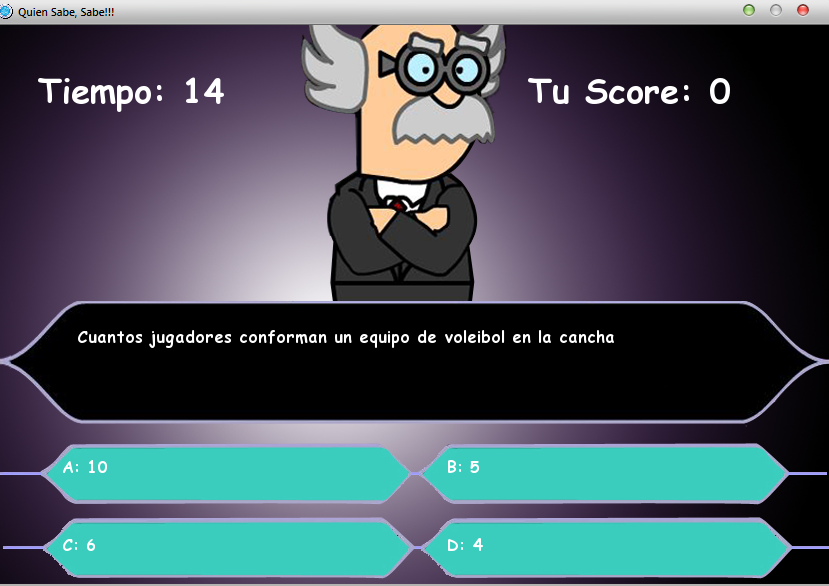 Quien Sabe, Sabe!!!
Tiempo: 14
Tu Score: 0
Cuantos jugadores conforman un equipo de voleibol en la cancha
A: 10
B: 5
C: 6
D: 4